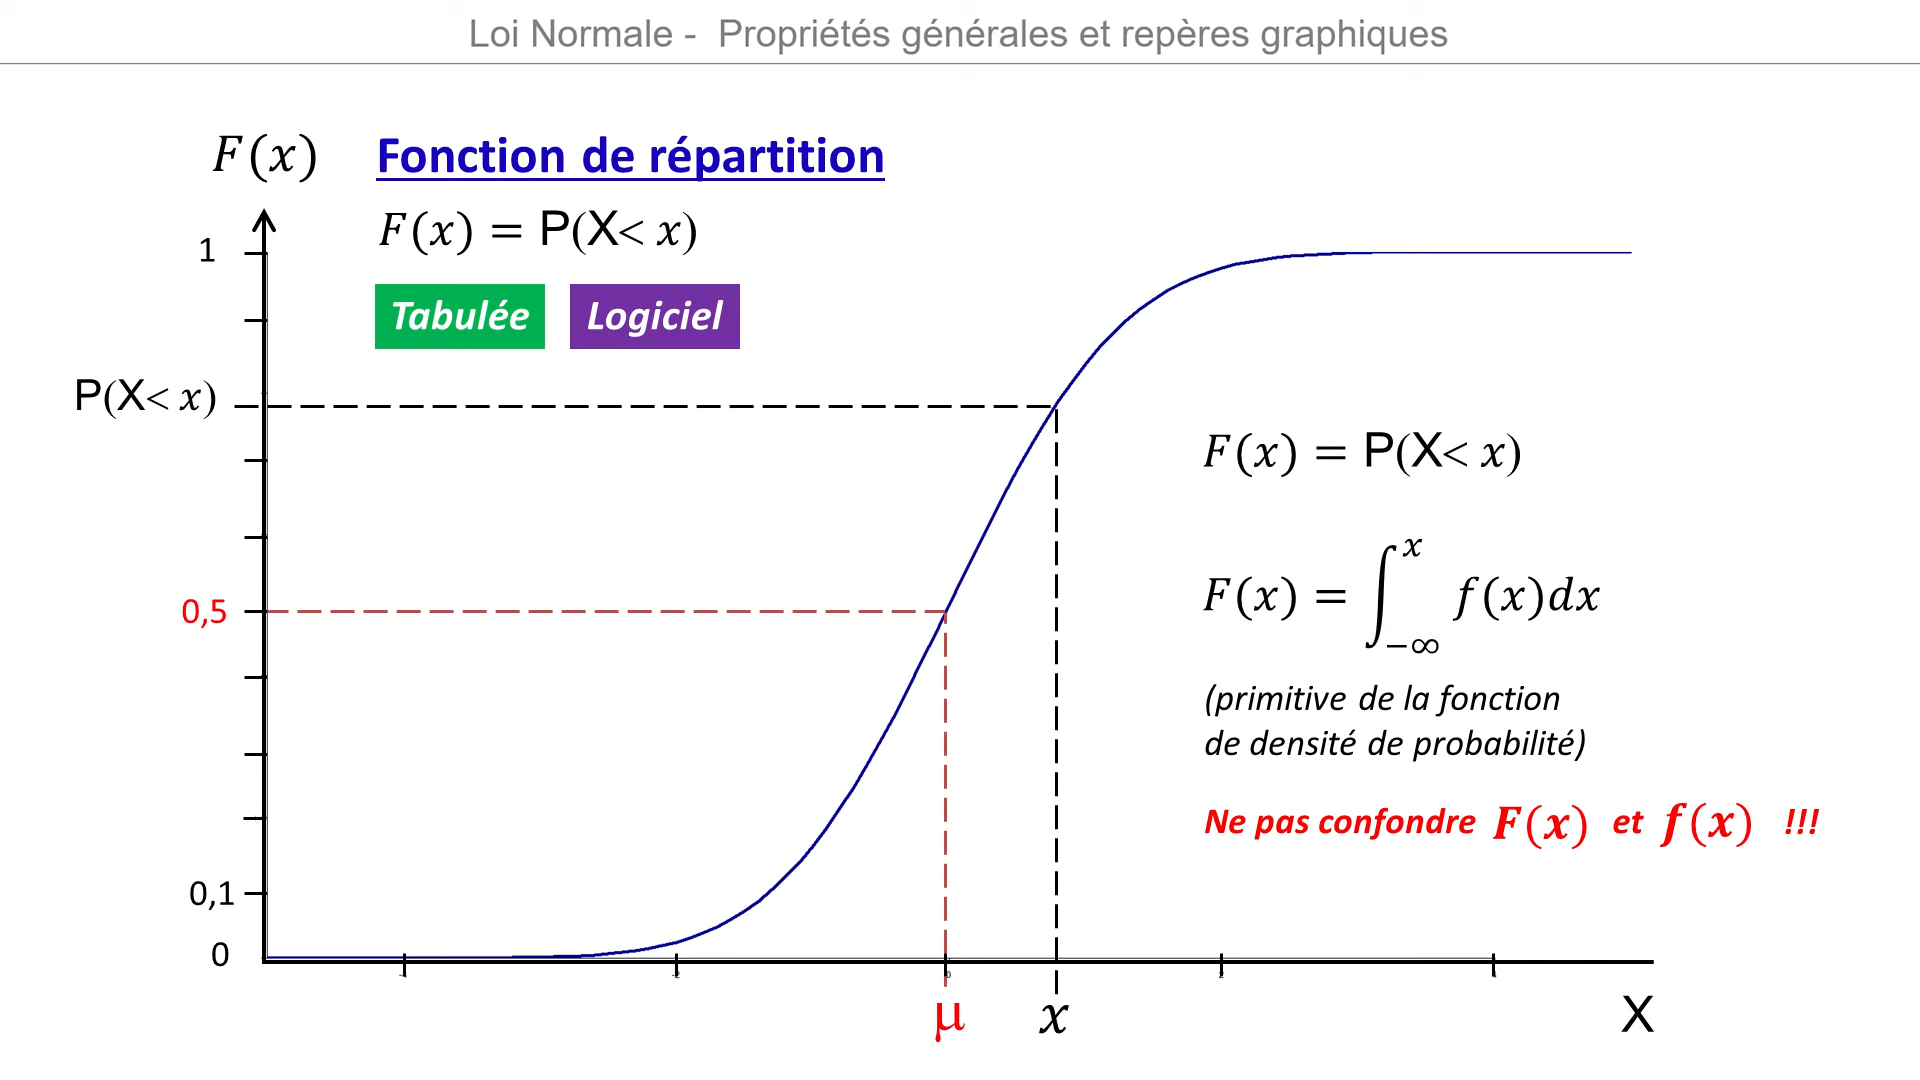 Loi Normale - Propriétés générales et repères graphiques
F(x) Fonction de répartition
F(x) = P(X< x)
1
Tabulée Logiciel
P(X< x)
F(x) = P(X< x)
F(x) = ∫_{-∞}^{x} f(x)dx
0,5
(primitive de la fonction
de densité de probabilité)
Ne pas confondre F(x) et f(x) !!!
0,1
0
μ x X